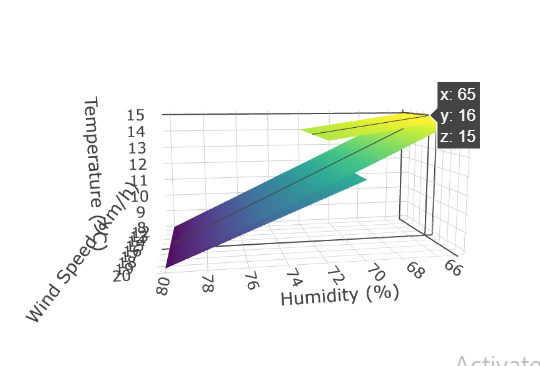 x: 65
y: 16
z: 15
Temperature (C)
15
14
13
12
11
10
9
8
20
Wind Speed (km/h)
80
78
76
74
72
70
68
66
Humidity (%)
Activate